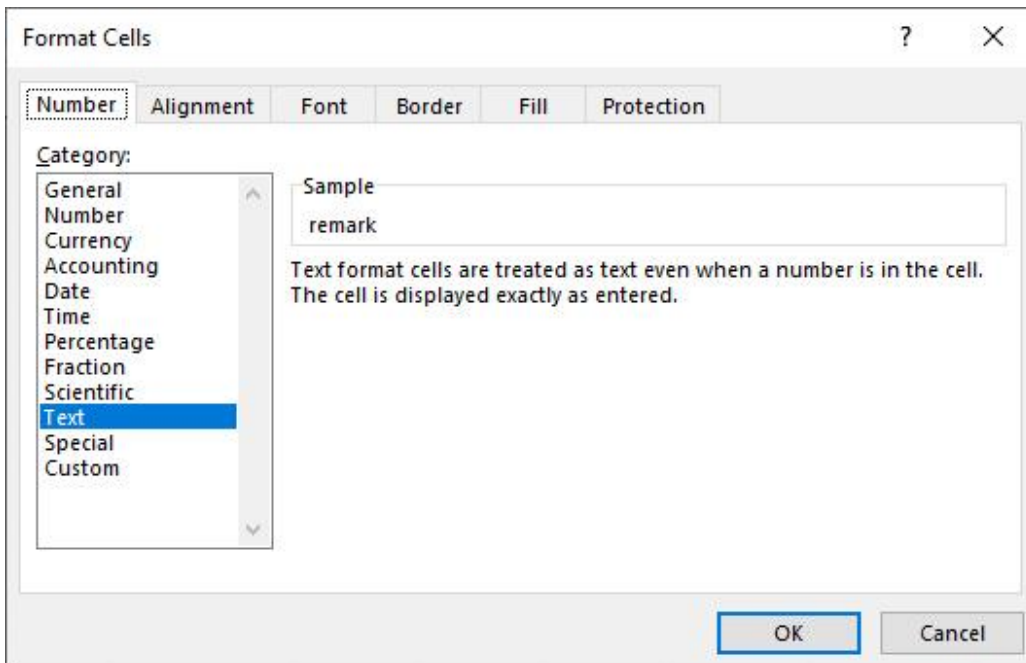 Format Cells
?
Number Alignment Font Border Fill Protection
Category:
General
Number
Currency
Accounting
Date
Time
Percentage
Fraction
Scientific
Text
Special
Custom
Sample
remark
Text format cells are treated as text even when a number is in the cell.
The cell is displayed exactly as entered.
OK Cancel